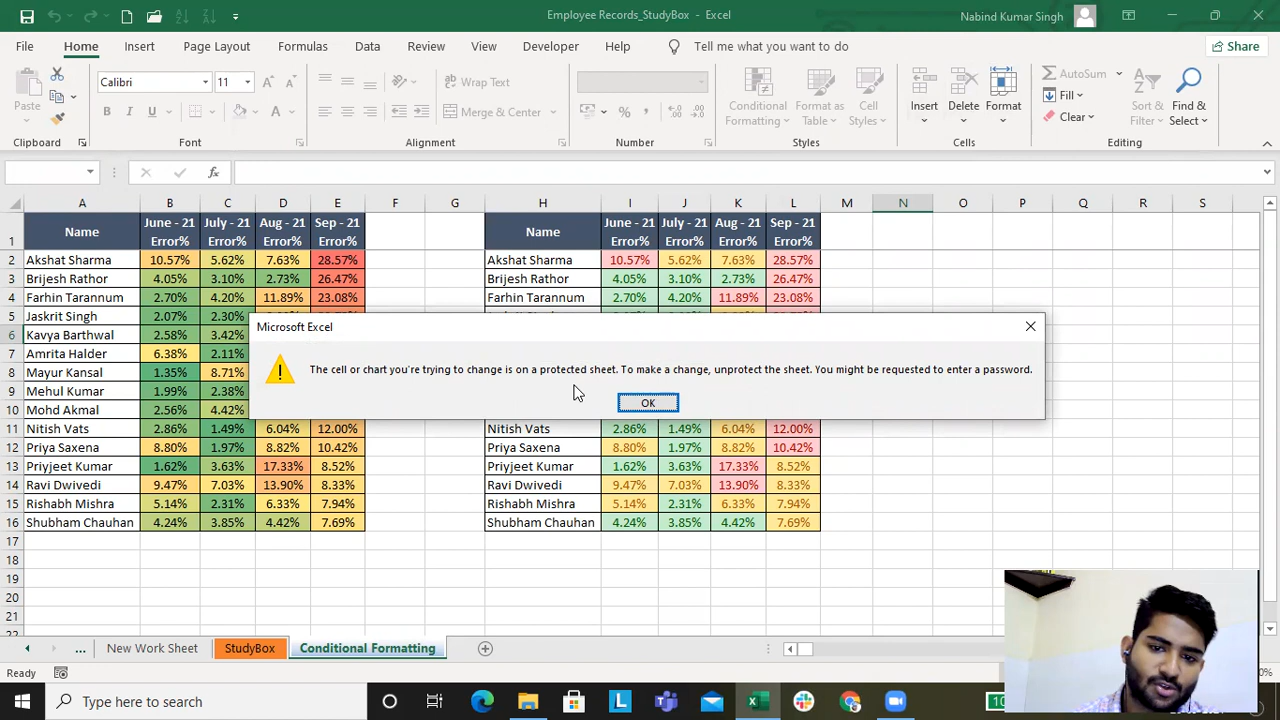 Employee Records_StudyBox - Excel
Nabind Kumar Singh
File Home Insert Draw Page Layout Formulas Data Review View Developer Help Tell me what you want to do Share
Paste
Calibri 11
Wrap Text
Merge & Center
Conditional Formatting
Format as Table
Cell Styles
Insert Delete Format
AutoSum
Fill
Clear
Sort & Filter
Find & Select
Clipboard Font Alignment Number Styles Cells Editing
A B C D E F G H I J K L M N O P Q R S
1 Name June - 21 Error% July - 21 Error% Aug - 21 Error% Sep - 21 Error% Name June - 21 Error% July - 21 Error% Aug - 21 Error% Sep - 21 Error%
2 Akshat Sharma 10.57% 5.62% 7.63% 28.57% Akshat Sharma 10.57% 5.62% 7.63% 28.57%
3 Brijesh Rathor 4.05% 3.10% 2.73% 26.47% Brijesh Rathor 4.05% 3.10% 2.73% 26.47%
4 Farhin Tarannum 2.70% 4.20% 11.89% 23.08% Farhin Tarannum 2.70% 4.20% 11.89% 23.08%
5 Jaskrit Singh 2.07% 2.30%
6 Kavya Barthwal 2.58% 3.42%
7 Amrita Halder 6.38% 2.11%
8 Mayur Kansal 1.35% 8.71%
9 Mehul Kumar 1.99% 2.38%
10 Mohd Akmal 2.56% 4.42%
Microsoft Excel
The cell or chart you're trying to change is on a protected sheet. To make a change, unprotect the sheet. You might be requested to enter a password.
OK
11 Nitish Vats 2.86% 1.49% 6.04% 12.00% Nitish Vats 2.86% 1.49% 6.04% 12.00%
12 Priya Saxena 8.80% 1.97% 8.82% 10.42% Priya Saxena 8.80% 1.97% 8.82% 10.42%
13 Priyjeet Kumar 1.62% 3.63% 17.33% 8.52% Priyjeet Kumar 1.62% 3.63% 17.33% 8.52%
14 Ravi Dwivedi 9.47% 7.03% 13.90% 8.33% Ravi Dwivedi 9.47% 7.03% 13.90% 8.33%
15 Rishabh Mishra 5.14% 2.31% 6.33% 7.94% Rishabh Mishra 5.14% 2.31% 6.33% 7.94%
16 Shubham Chauhan 4.24% 3.85% 4.42% 7.69% Shubham Chauhan 4.24% 3.85% 4.42% 7.69%
17
18
19
20
21
... New Work Sheet StudyBox Conditional Formatting
Ready
Type here to search